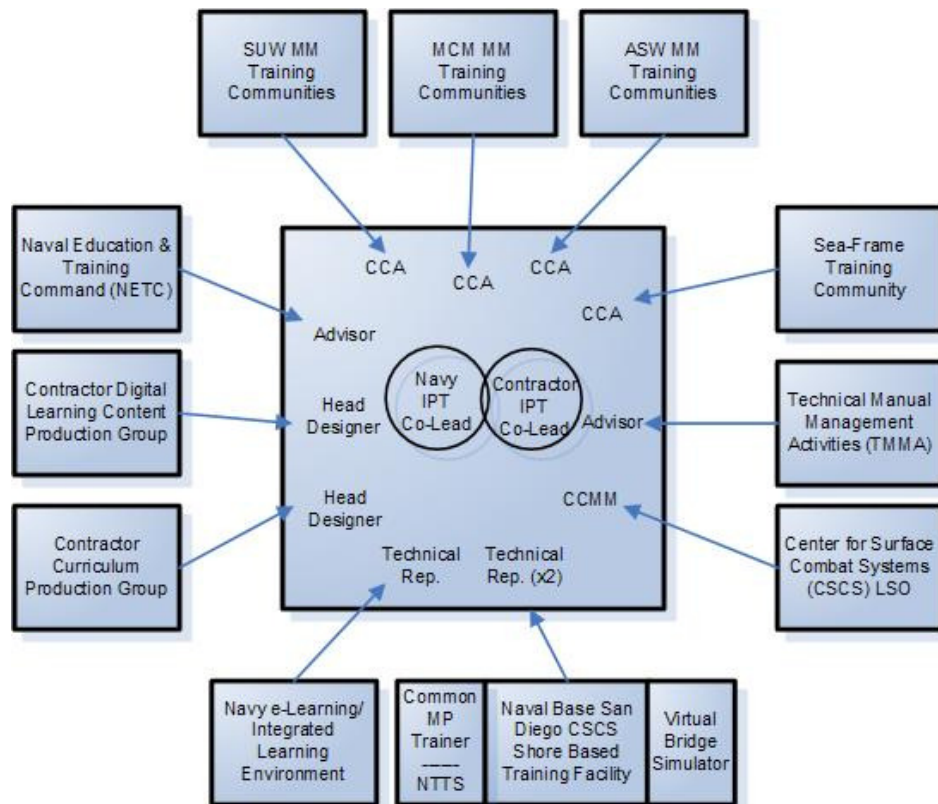 SUW MM
Training
Communities
MCM MM
Training
Communities
ASW MM
Training
Communities
Naval Education &
Training
Command (NETC)
Contractor Digital
Learning Content
Production Group
Contractor
Curriculum
Production Group
CCA
CCA
CCA
CCA
Advisor
Head
Designer
Head
Designer
Navy
IPT
Co-Lead
Contractor
IPT
Co-Lead
Advisor
CCMM
Technical
Rep.
Technical
Rep. (x2)
Sea-Frame
Training
Community
Technical Manual
Management
Activities (TMMA)
Center for Surface
Combat Systems
(CSCS) LSO
Navy e-Learning/
Integrated
Learning
Environment
Common
MP
Trainer
------
NTTS
Naval Base San
Diego CSCS
Shore Based
Training Facility
Virtual
Bridge
Simulator